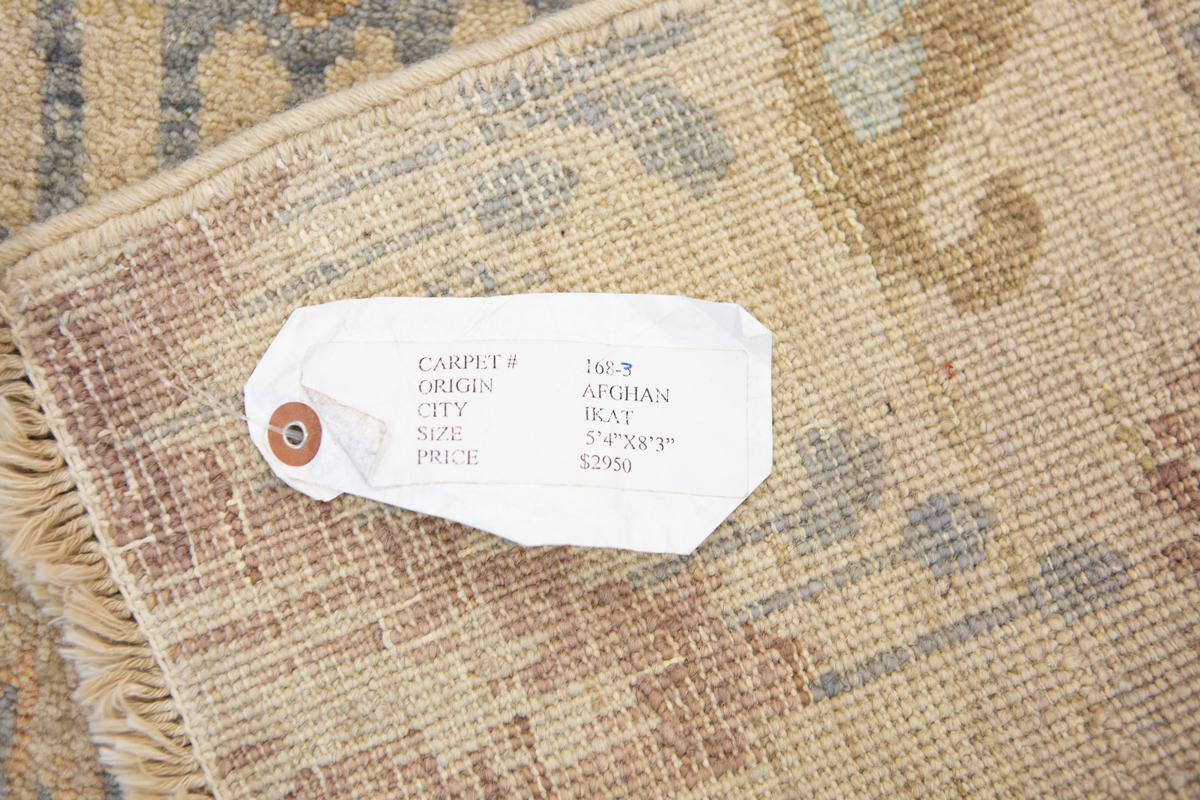 CARPET # 168-3
ORIGIN AFGHAN
CITY IKAT
SIZE 5'4"X8'3"
PRICE $2950